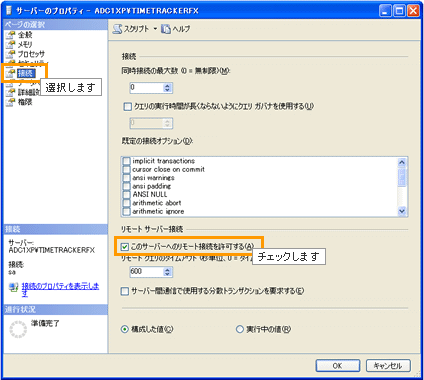 サーバーのプロパティ - ADC1XP¥TIMETRACKERFX
ページの選択
全般
メモリ
プロセッサ
セキュリティ
接続
選択します
詳細設定
権限
スクリプト
ヘルプ
接続
同時接続の最大数 (0 = 無制限)(M):
0
クエリの実行時間が長くならないようにクエリ ガバナを使用する(U)
0
既定の接続オプション(D):
implicit transactions
cursor close on commit
ansi warnings
ansi padding
ANSI NULL
arithmetic abort
arithmetic ignore
リモート サーバー接続
このサーバーへのリモート接続を許可する(A)
チェックします
リモート クエリのタイムアウト (秒単位、0 = タイ
600
サーバー間通信で使用する分散トランザクションを要求する(E)
構成した値(C)
実行中の値(R)
接続
サーバー:
ADC1XP¥TIMETRACKERFX
接続:
sa
接続のプロパティを表示します
進行状況
準備完了
OK
キャンセル